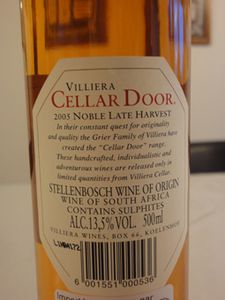 VILLIERA
CELLAR DOOR.
2005 NOBLE LATE HARVEST
In their constant quest for originality
and quality the Grier Family of Villiera have
created the "Cellar Door" range.
These handcrafted, individualistic and
adventurous wines are released only in
limited quantities from Villiera Cellar.
STELLENBOSCH WINE OF ORIGIN
WINE OF SOUTH AFRICA
CONTAINS SULPHITES
ALC.13,5% VOL. 500ml
VILLIERA WINES, BOX 66, KOELENHOF
6 001551 000536